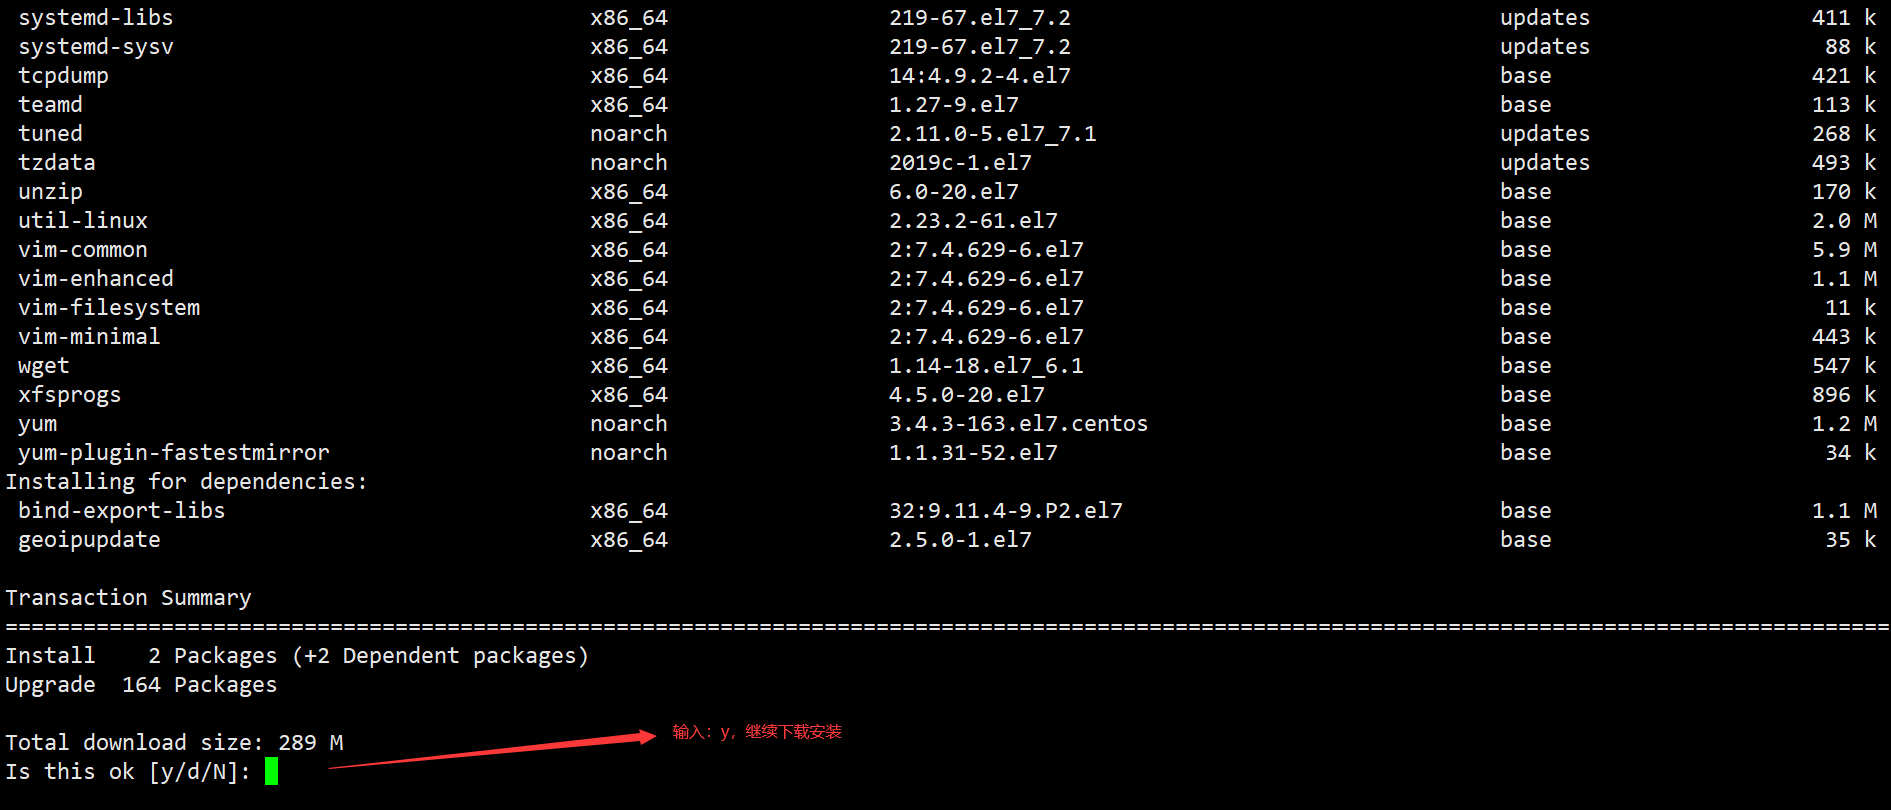 systemd-libs x86_64 219-67.el7_7.2 updates 411 k
systemd-sysv x86_64 219-67.el7_7.2 updates 88 k
tcpdump x86_64 14:4.9.2-4.el7 base 421 k
teamd x86_64 1.27-9.el7 base 113 k
tuned noarch 2.11.0-5.el7_7.1 updates 268 k
tzdata noarch 2019c-1.el7 updates 493 k
unzip x86_64 6.0-20.el7 base 170 k
util-linux x86_64 2.23.2-61.el7 base 2.0 M
vim-common x86_64 2:7.4.629-6.el7 base 5.9 M
vim-enhanced x86_64 2:7.4.629-6.el7 base 1.1 M
vim-filesystem x86_64 2:7.4.629-6.el7 base 11 k
vim-minimal x86_64 2:7.4.629-6.el7 base 443 k
wget x86_64 1.14-18.el7_6.1 base 547 k
xfsprogs x86_64 4.5.0-20.el7 base 896 k
yum noarch 3.4.3-163.el7.centos base 1.2 M
yum-plugin-fastestmirror noarch 1.1.31-52.el7 base 34 k
Installing for dependencies:
bind-export-libs x86_64 32:9.11.4-9.P2.el7 base 1.1 M
geoipupdate x86_64 2.5.0-1.el7 base 35 k
Transaction Summary
=================================================================================================================================================
Install 2 Packages (+2 Dependent packages)
Upgrade 164 Packages
Total download size: 289 M
输入：y，继续下载安装
Is this ok [y/d/N]: